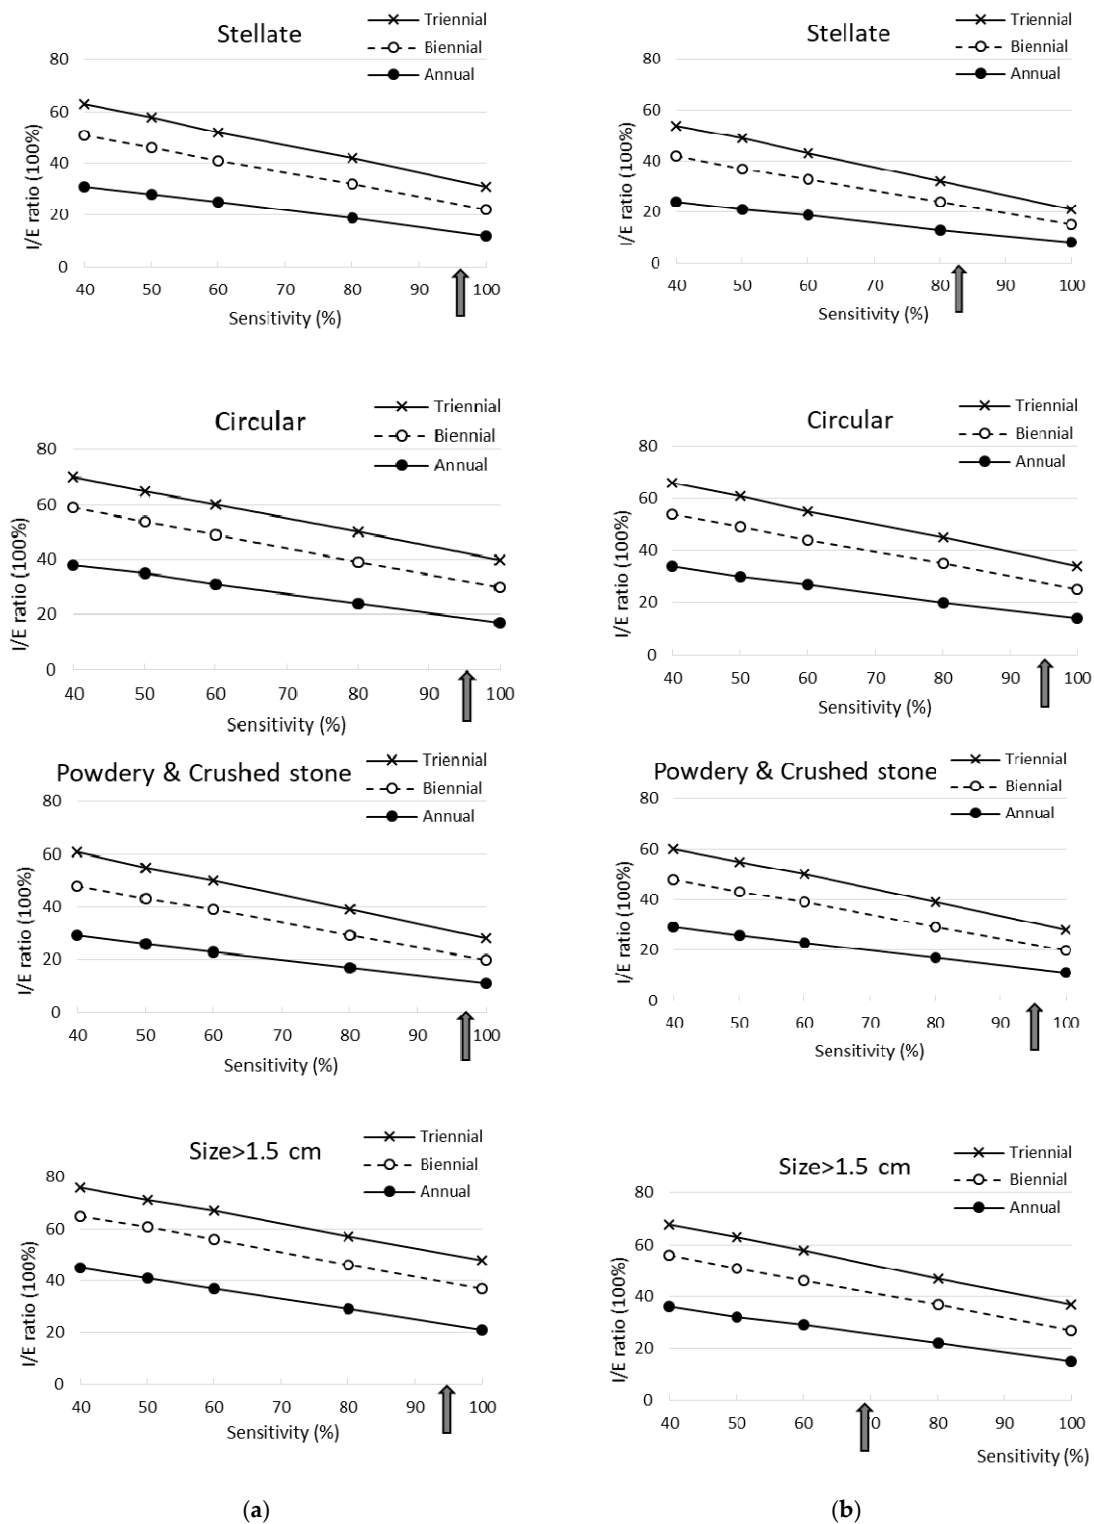 Stellate
Triennial
Biennial
Annual
80
60
40
20
0
I/E ratio (100%)
40 50 60 70 80 90 100
Sensitivity (%)
Stellate
Triennial
Biennial
Annual
80
60
40
20
0
I/E ratio (100%)
40 50 60 70 80 90 100
Sensitivity (%)
Circular
Triennial
Biennial
Annual
80
60
40
20
0
I/E ratio (100%)
40 50 60 70 80 90 100
Sensitivity (%)
Circular
Triennial
Biennial
Annual
80
60
40
20
0
I/E ratio (100%)
40 50 60 70 80 90 100
Sensitivity (%)
Powdery & Crushed stone
Triennial
Biennial
Annual
80
60
40
20
0
I/E ratio (100%)
40 50 60 70 80 90 100
Sensitivity (%)
Powdery & Crushed stone
Triennial
Biennial
Annual
80
60
40
20
0
I/E ratio (100%)
40 50 60 70 80 90 100
Sensitivity (%)
Size>1.5 cm
Triennial
Biennial
Annual
80
60
40
20
0
I/E ratio (100%)
40 50 60 70 80 90 100
Sensitivity (%)
Size>1.5 cm
Triennial
Biennial
Annual
80
60
40
20
0
I/E ratio (100%)
40 50 60 70 80 90 100
Sensitivity (%)
(a)
(b)